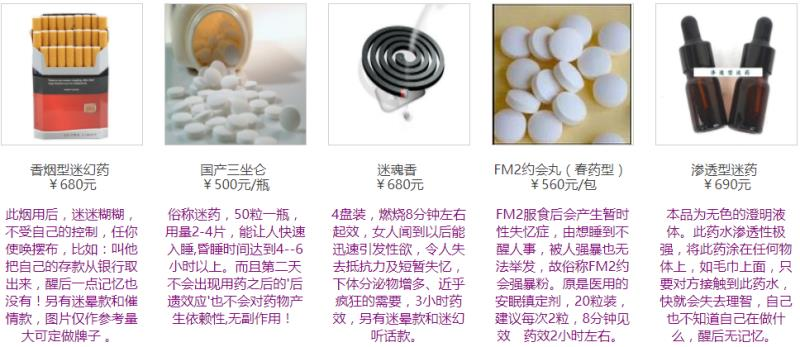 香烟型迷幻药
￥680元
此烟用后，迷迷糊糊，
不受自己的控制，任你
使唤摆布，比如：叫他
把自己的存款从银行取
出来，醒后一点记忆也
没有！另有迷晕款和催
情款，图片仅作参考量
大可定做牌子 。
国产三坐仑
￥500元/瓶
俗称迷药，50粒一瓶，
用量2-4片，能让人快速
入睡,昏睡时间达到4--6
小时以上。而且第二天
不会出现用药之后的'后
遗效应'也不会对药物产
生依赖性,无副作用！
迷魂香
￥680元
4盘装，燃烧8分钟左右
起效，女人闻到以后能
迅速引发性欲，令人失
去抵抗力及短暂失忆，
下体分泌物增多、近乎
疯狂的需要，3小时药
效，另有迷晕款和迷幻
听话款。
FM2约会丸（春药型）
￥560元/包
FM2服食后会产生暂时
性失忆症，由想睡到不
醒人事，被人强暴也无
法举发，故俗称FM2约
会强暴粉。原是医用的
安眠镇定剂，20粒装，
建议每次2粒，8分钟见
效　药效2小时左右。
渗透型迷药
渗透型迷药
￥690元
本品为无色的澄明液
体。此药水渗透性极
强，将此药涂在任何物
体上，如毛巾上面，只
要对方接触到此药水，
快就会失去理智，自己
也不知道自己在做什
么，醒后无记忆。